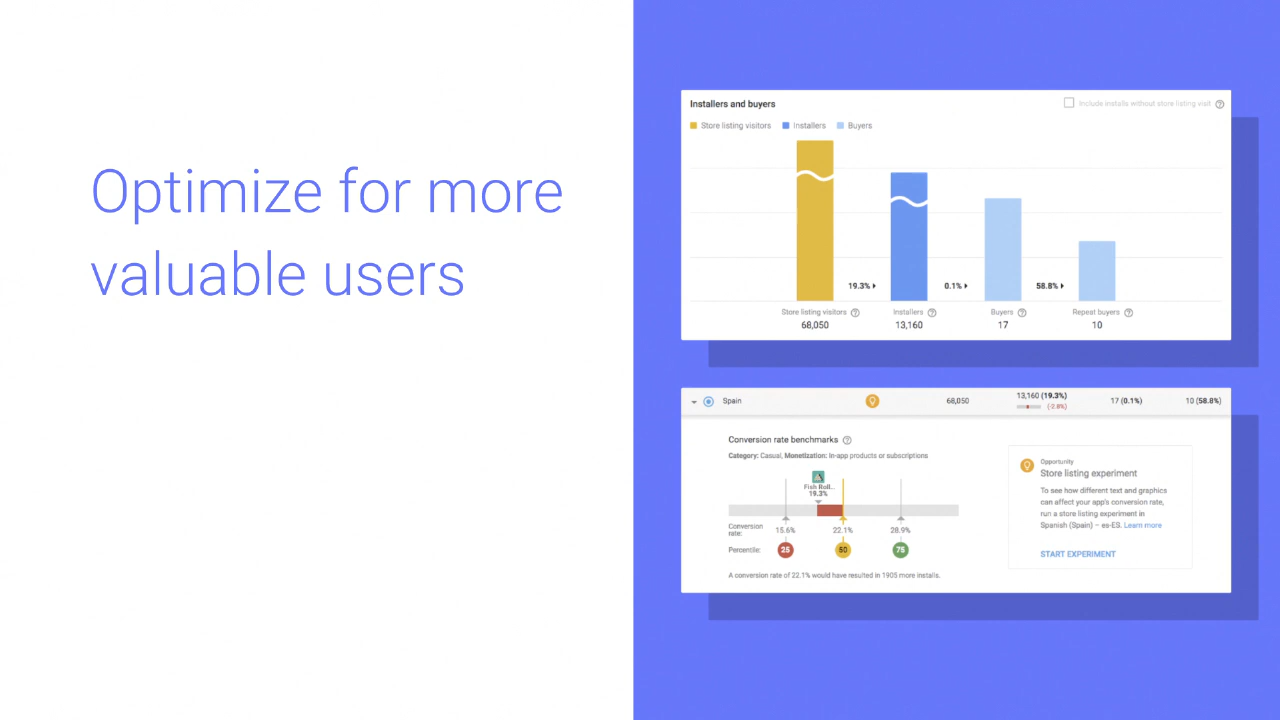 Optimize for more
valuable users
Installers and buyers
Include installs without store listing visit
Store listing visitors
Installers
Buyers
19.3%
0.1%
58.8%
Store listing visitors
Installers
Buyers
Repeat buyers
68,050
13,160
17
10
Spain
68,050
13,160 (19.3%)
(-2.8%)
17 (0.1%)
10 (58.8%)
Conversion rate benchmarks
Category: Casual, Monetization: In-app products or subscriptions
Fish Roll...
19.3%
Conversion
rate:
15.6%
22.1%
28.9%
Percentile:
25
50
75
A conversion rate of 22.1% would have resulted in 1905 more installs.
Opportunity
Store listing experiment
To see how different text and graphics
can affect your app's conversion rate,
run a store listing experiment in
Spanish (Spain) – es-ES. Learn more
START EXPERIMENT